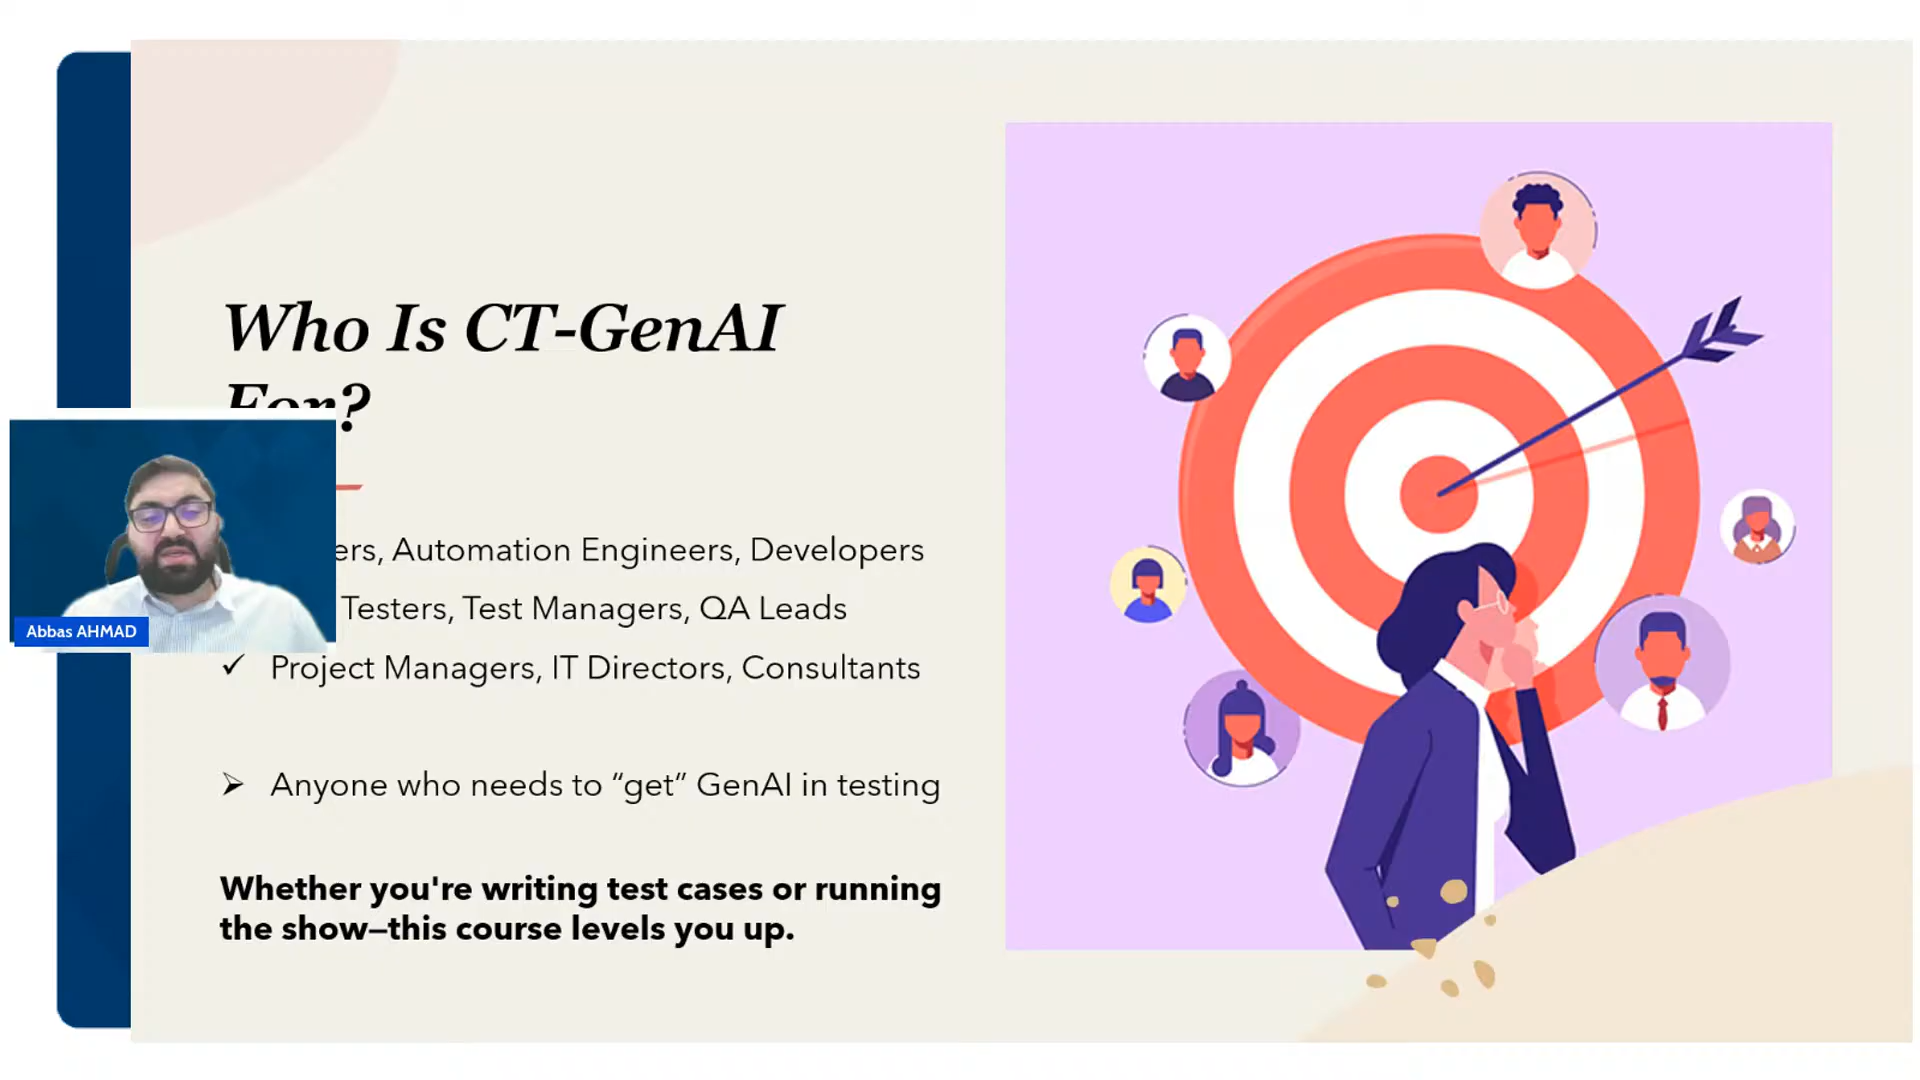 Who Is CT-GenAI
For?
Automation Engineers, Developers
Testers, Test Managers, QA Leads
✓ Project Managers, IT Directors, Consultants
➢ Anyone who needs to “get” GenAI in testing
Whether you're writing test cases or running
the show—this course levels you up.
Abbas AHMAD